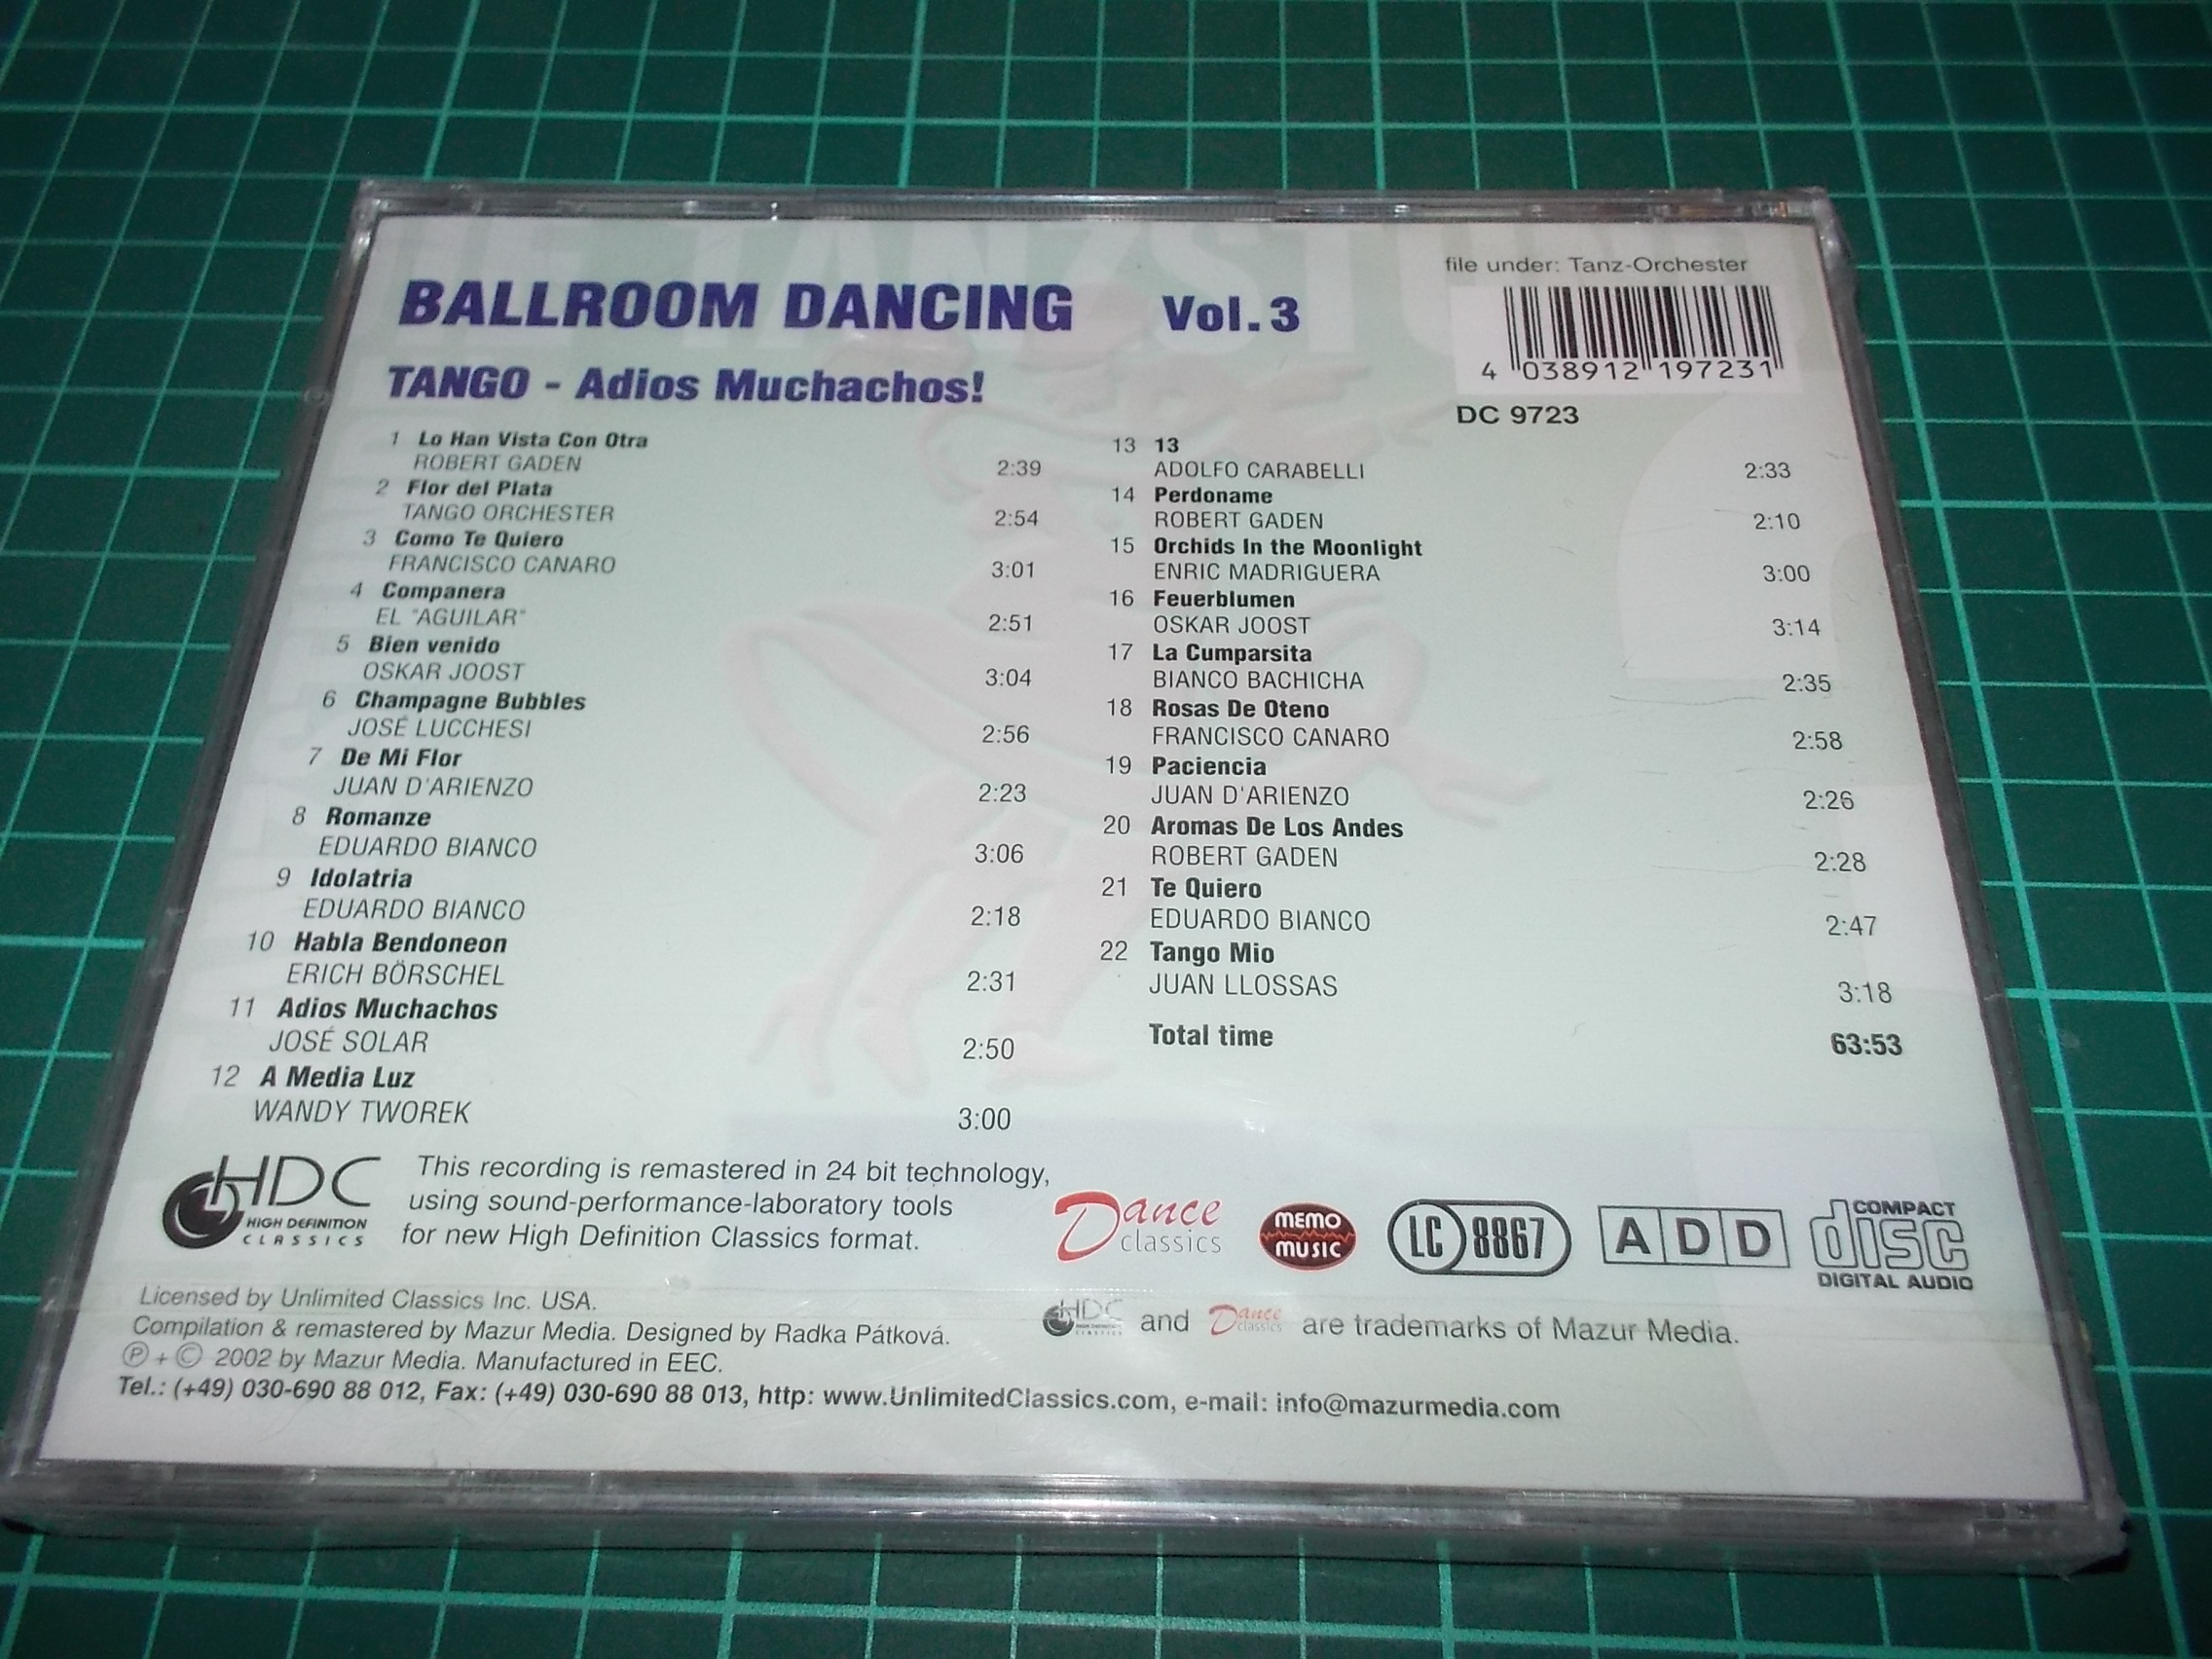 BALLROOM DANCING Vol. 3
file under: Tanz-Orchester
4 038912 197231
DC 9723
TANGO - Adios Muchachos!
1 Lo Han Vista Con Otra
ROBERT GADEN 2:39
2 Flor del Plata
TANGO ORCHESTER 2:54
3 Como Te Quiero
FRANCISCO CANARO 3:01
4 Companera
EL "AGUILAR" 2:51
5 Bien venido
OSKAR JOOST 3:04
6 Champagne Bubbles
JOSÉ LUCCHESI 2:56
7 De Mi Flor
JUAN D'ARIENZO 2:23
8 Romanze
EDUARDO BIANCO 3:06
9 Idolatria
EDUARDO BIANCO 2:18
10 Habla Bendoneon
ERICH BÖRSCHEL 2:31
11 Adios Muchachos
JOSÉ SOLAR 2:50
12 A Media Luz
WANDY TWOREK 3:00
13 13
ADOLFO CARABELLI 2:33
14 Perdoname
ROBERT GADEN 2:10
15 Orchids In the Moonlight
ENRIC MADRIGUERA 3:00
16 Feuerblumen
OSKAR JOOST 3:14
17 La Cumparsita
BIANCO BACHICHA 2:35
18 Rosas De Oteno
FRANCISCO CANARO 2:58
19 Paciencia
JUAN D'ARIENZO 2:26
20 Aromas De Los Andes
ROBERT GADEN 2:28
21 Te Quiero
EDUARDO BIANCO 2:47
22 Tango Mio
JUAN LLOSSAS 3:18
Total time 63:53
HDC
HIGH DEFINITION
CLASSICS
This recording is remastered in 24 bit technology,
using sound-performance-laboratory tools
for new High Definition Classics format.
Dance
classics
MEMO
MUSIC
LC 8867
A D D
COMPACT
disc
DIGITAL AUDIO
Licensed by Unlimited Classics Inc. USA.
Compilation & remastered by Mazur Media. Designed by Radka Pátková.
℗ + © 2002 by Mazur Media. Manufactured in EEC.
HDC and Dance classics are trademarks of Mazur Media.
Tel.: (+49) 030-690 88 012, Fax: (+49) 030-690 88 013, http: www.UnlimitedClassics.com, e-mail: info@mazurmedia.com